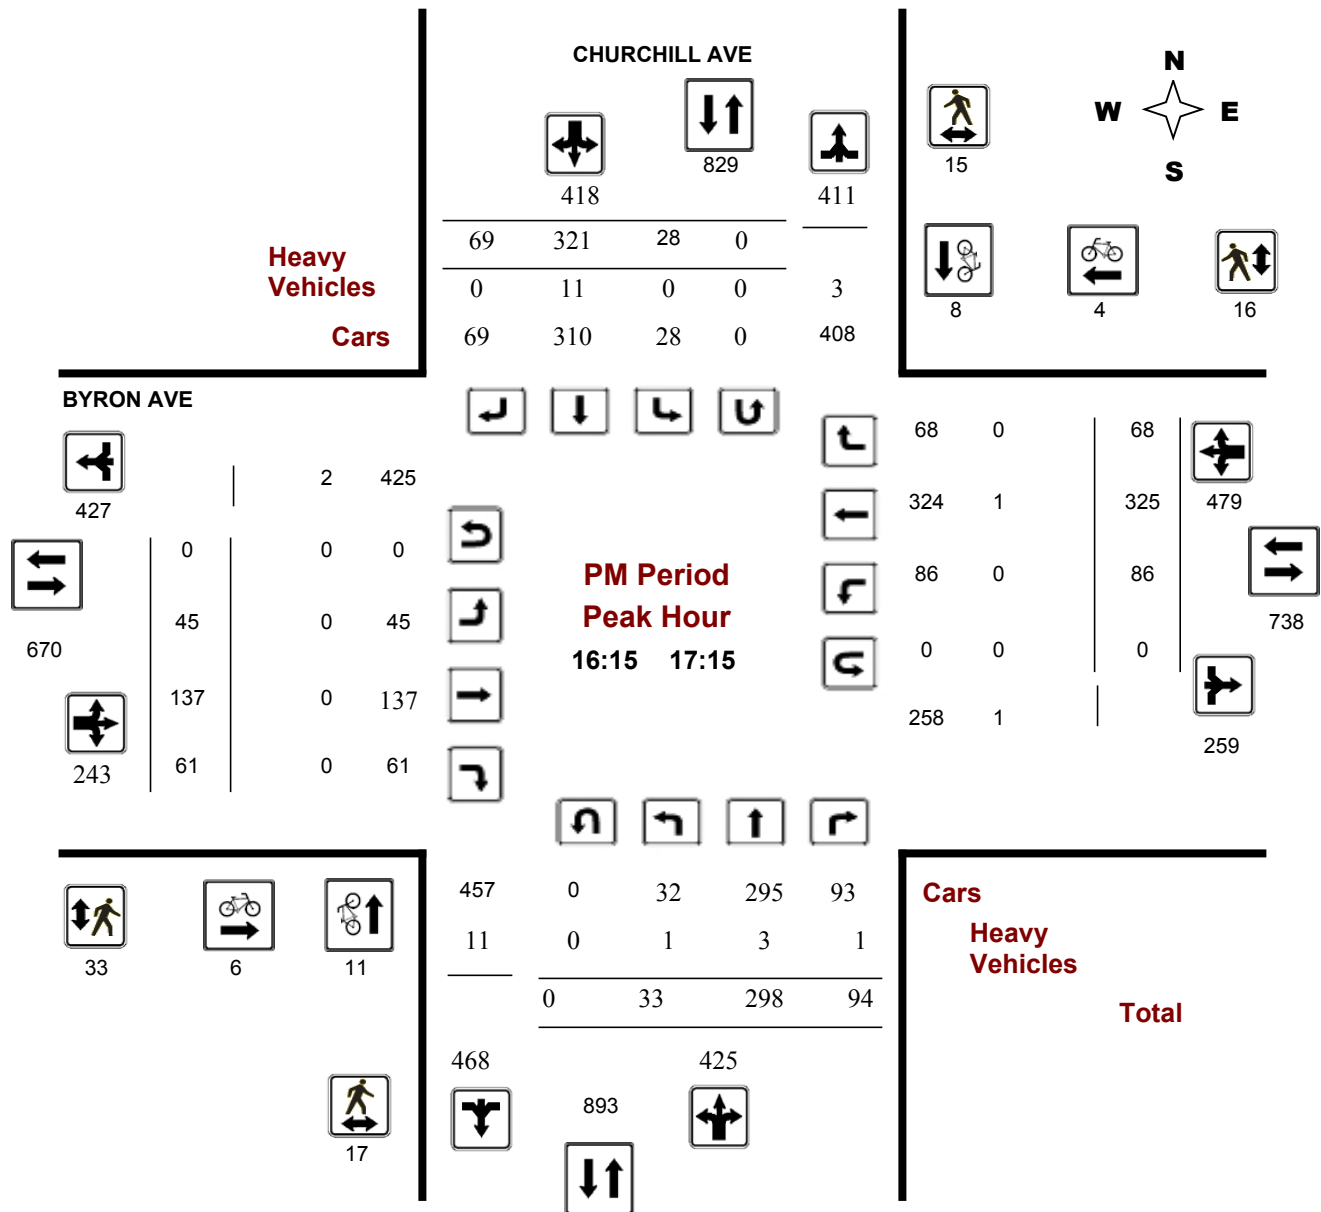 CHURCHILL AVE
N
W E
S
829
15
418 411
69 321 28 0
Heavy
Vehicles
0 11 0 0 3
8 4 16
Cars 69 310 28 0 408
BYRON AVE
68 0 68
2 425
427
324 1 325 479
0 0 0
PM Period
86 0 86
Peak Hour
45 0 45
738
670
16:15 17:15
0 0 0
137 0 137
258 1
259
243 61 0 61
457 0 32 295 93 Cars
11 0 1 3 1 Heavy
Vehicles
33 6 11
0 33 298 94
Total
468 425
893
17